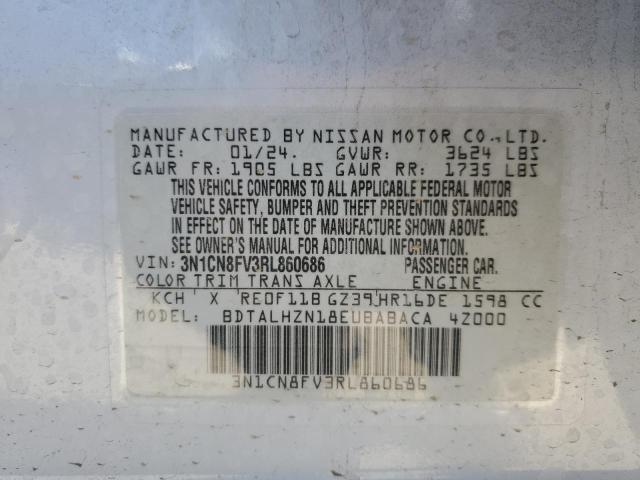 MANUFACTURED BY NISSAN MOTOR CO.,LTD.
DATE: 01/24. GVWR: 3624 LBS
GAWR FR: 1905 LBS GAWR RR: 1735 LBS
THIS VEHICLE CONFORMS TO ALL APPLICABLE FEDERAL MOTOR
VEHICLE SAFETY, BUMPER AND THEFT PREVENTION STANDARDS
IN EFFECT ON THE DATE OF MANUFACTURE SHOWN ABOVE.
SEE OWNER'S MANUAL FOR ADDITIONAL INFORMATION.
VIN: 3N1CN8FV3RL860686 PASSENGER CAR.
COLOR TRIM TRANS AXLE ENGINE
KCH X RE0F11B GZ39 HR16DE 1598 CC
MODEL: BDTALHZN18EUBABACA 4Z000
3N1CN8FV3RL860686